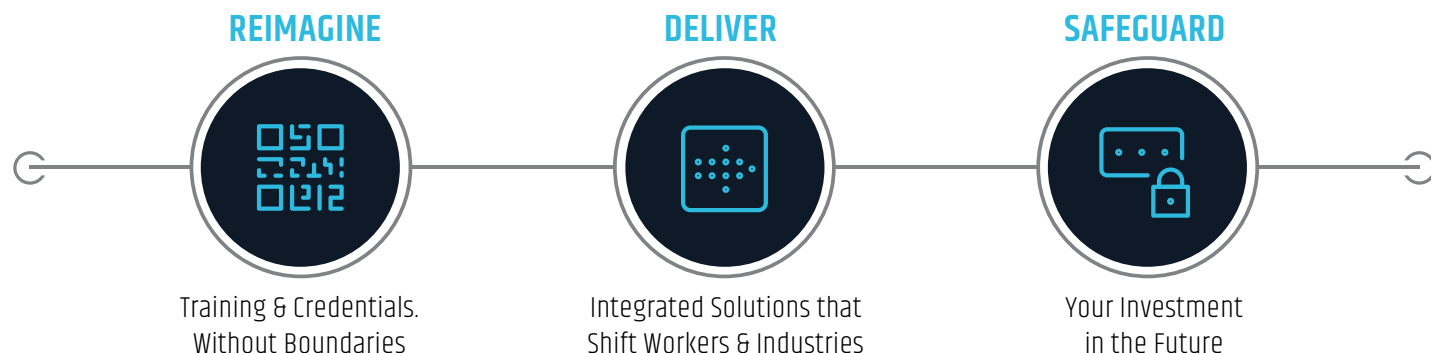 REIMAGINE
DELIVER
SAFEGUARD
Training & Credentials.
Without Boundaries
Integrated Solutions that
Shift Workers & Industries
Your Investment
in the Future